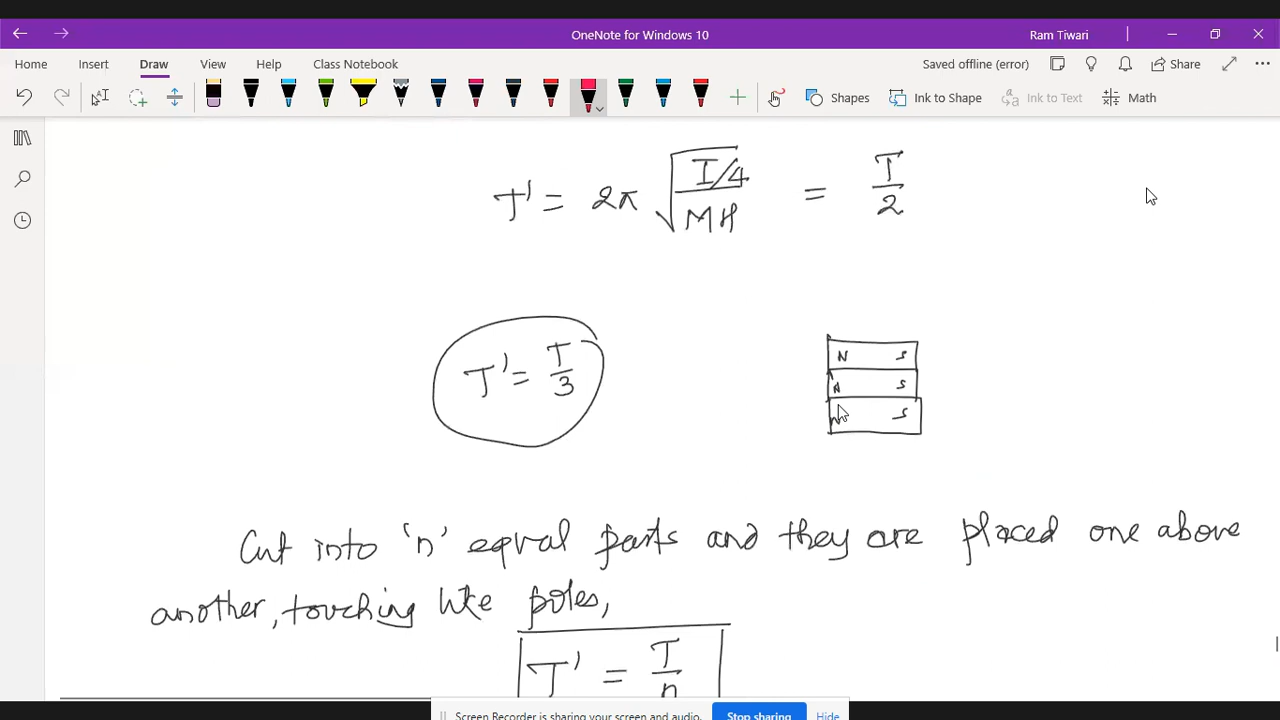 OneNote for Windows 10
Ram Tiwari
Home Insert Draw View Help Class Notebook
Saved offline (error)
Share
Shapes
Ink to Shape
Ink to Text
Math
T' = 2π √(I/4 / MH) = T/2
T' = T/3
N S
N S
N S
Cut into 'n' equal parts and they are placed one above
another, touching like poles,
T' = T/n
Screen Recorder is sharing your screen and audio.
Stop sharing
Hide